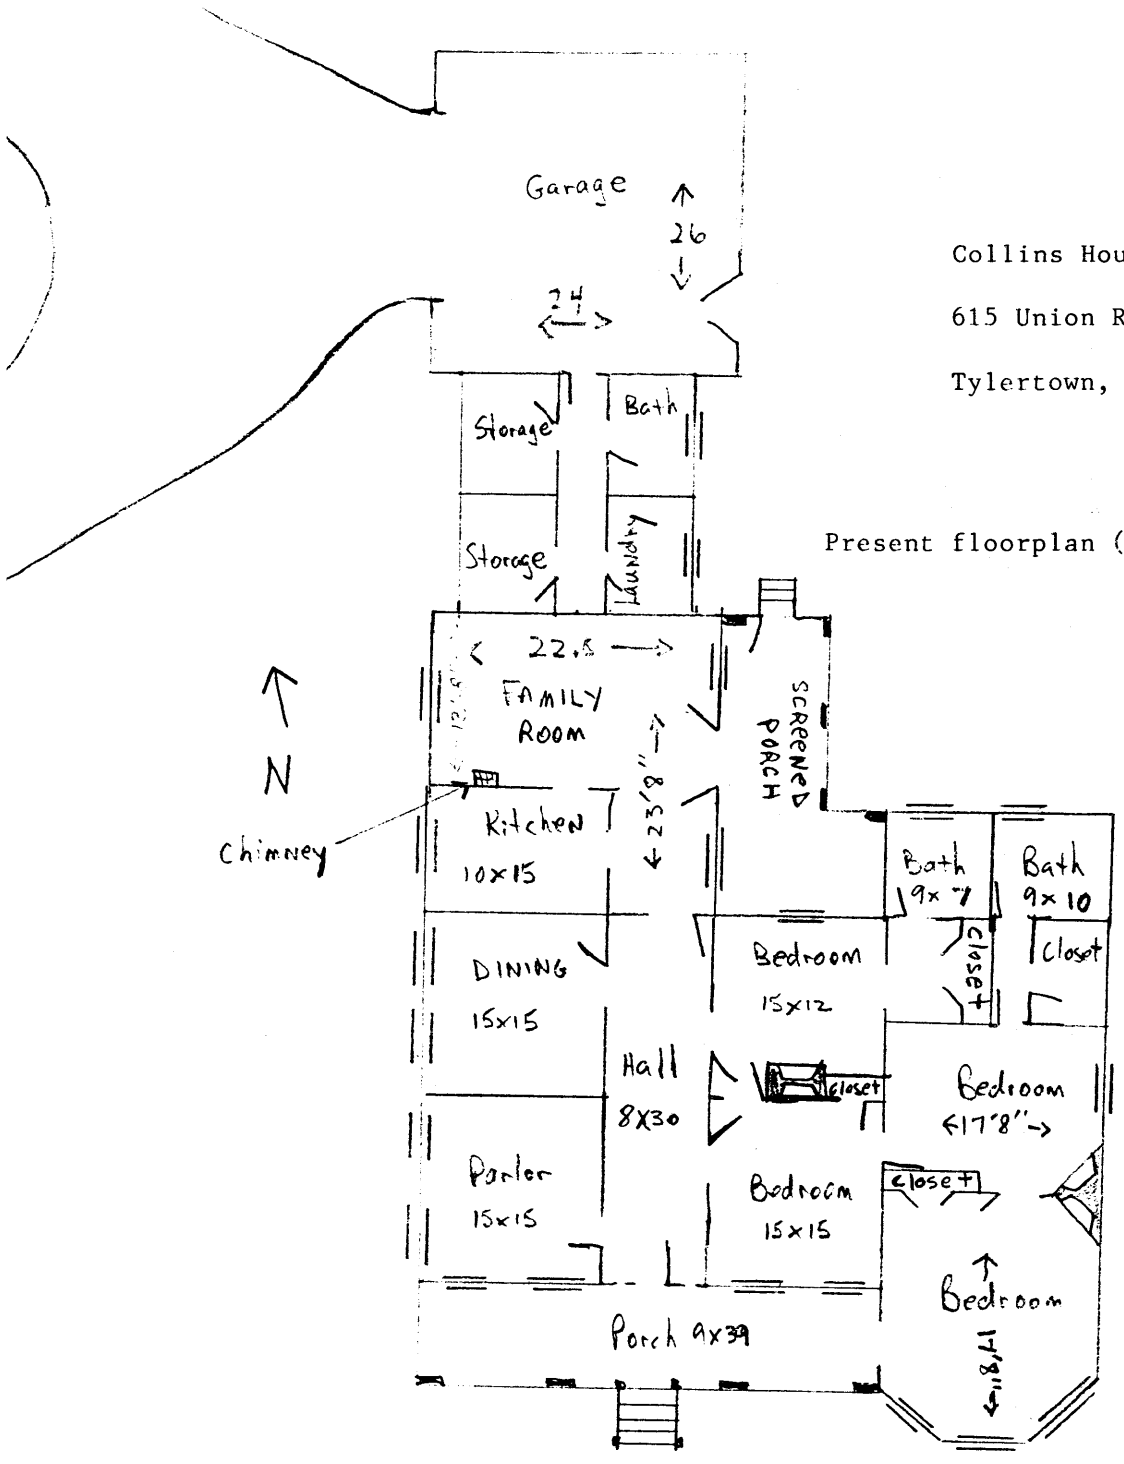 Garage
26
24
Collins Hou
615 Union R
Tylertown,
Storage
Bath
Present floorplan (
Storage
Laundry
22.5
FAMILY
ROOM
SCREENED
PORCH
23'8"
N
Chimney
Kitchen
10x15
Bath
9x7
Bath
9x10
closet
Closet
DINING
15x15
Bedroom
15x12
Hall
8x30
closet
Bedroom
17'8"
Parlor
15x15
Bedroom
15x15
closet
Bedroom
17'8"
Porch 9x39